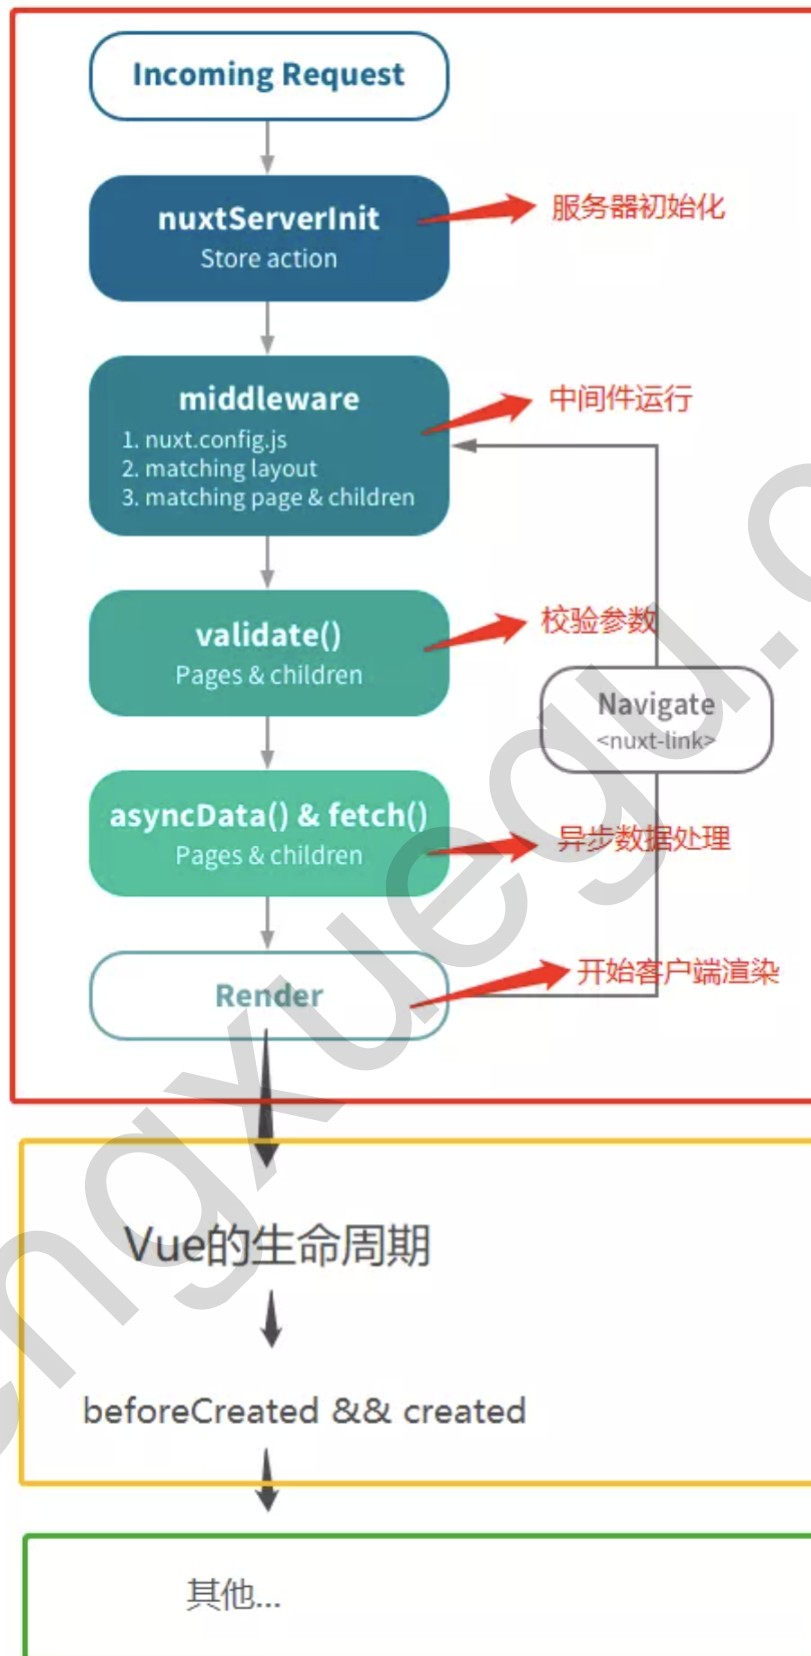 Incoming Request
nuxtServerInit
Store action
服务器初始化
middleware
1. nuxt.config.js
2. matching layout
3. matching page & children
中间件运行
validate()
Pages & children
校验参数
Navigate
<nuxt-link>
asyncData() & fetch()
Pages & children
异步数据处理
Render
开始客户端渲染
Vue的生命周期
beforeCreated && created
其他...
ngxuegu.